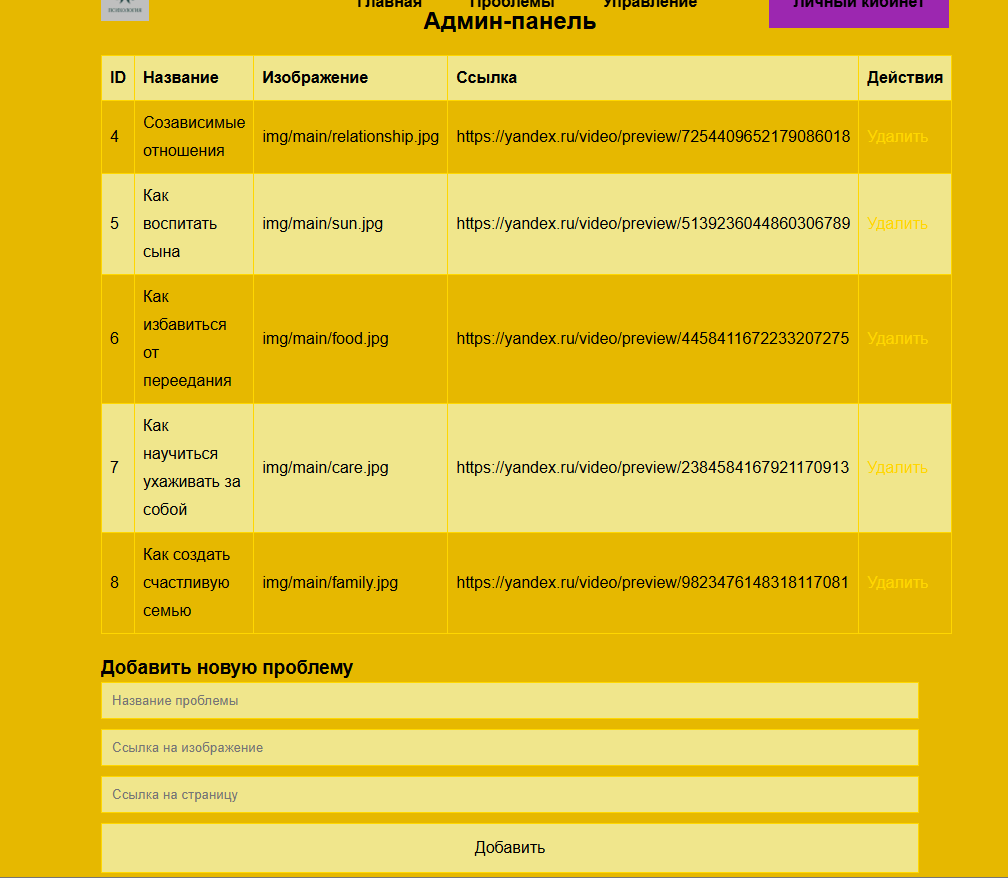 ПСИХОЛОГИЯ
Главная Проблемы Управление Личный кибинет
Админ-панель
ID Название Изображение Ссылка Действия
4 Созависимые отношения img/main/relationship.jpg https://yandex.ru/video/preview/7254409652179086018 Удалить
5 Как воспитать сына img/main/sun.jpg https://yandex.ru/video/preview/5139236044860306789 Удалить
6 Как избавиться от переедания img/main/food.jpg https://yandex.ru/video/preview/4458411672233207275 Удалить
7 Как научиться ухаживать за собой img/main/care.jpg https://yandex.ru/video/preview/2384584167921170913 Удалить
8 Как создать счастливую семью img/main/family.jpg https://yandex.ru/video/preview/9823476148318117081 Удалить
Добавить новую проблему
Название проблемы
Ссылка на изображение
Ссылка на страницу
Добавить